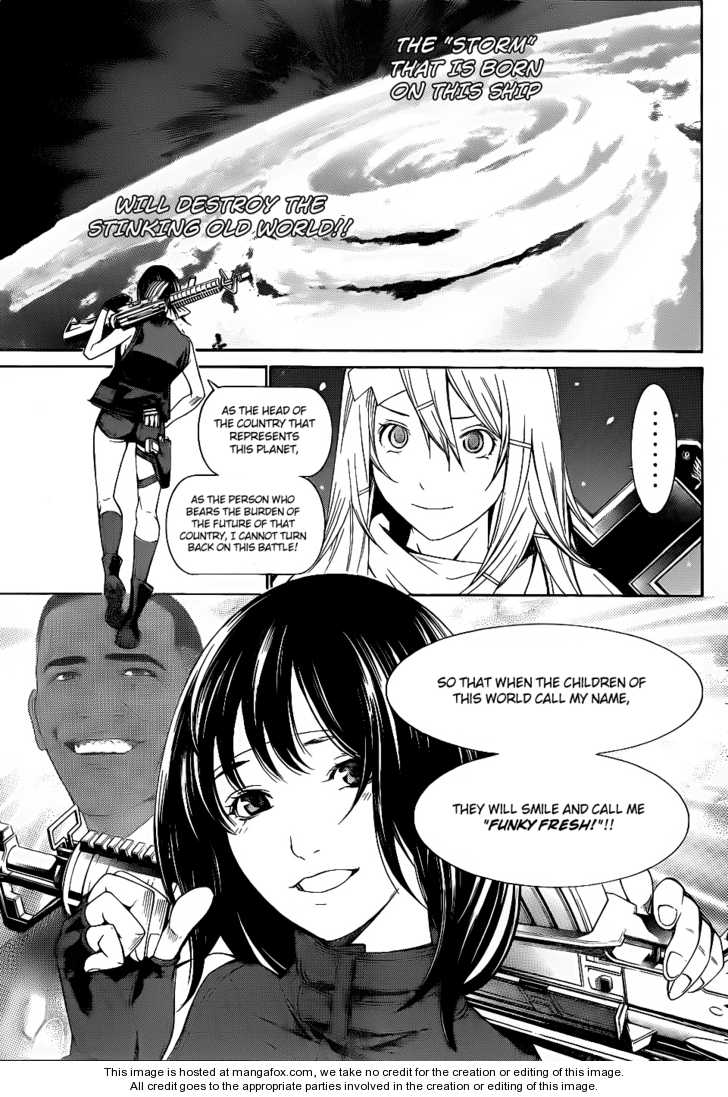 THE "STORM"
THAT IS BORN
ON THIS SHIP
WILL DESTROY THE
STINKING OLD WORLD!!
AS THE HEAD OF
THE COUNTRY THAT
REPRESENTS
THIS PLANET,
AS THE PERSON WHO
BEARS THE BURDEN OF
THE FUTURE OF THAT
COUNTRY, I CANNOT TURN
BACK ON THIS BATTLE!
.......
SO THAT WHEN THE CHILDREN OF
THIS WORLD CALL MY NAME,
THEY WILL SMILE AND CALL ME
"FUNKY FRESH!"!!
This image is hosted at mangafox.com, we take no credit for the creation or editing of this image.
All credit goes to the appropriate parties involved in the creation or editing of this image.